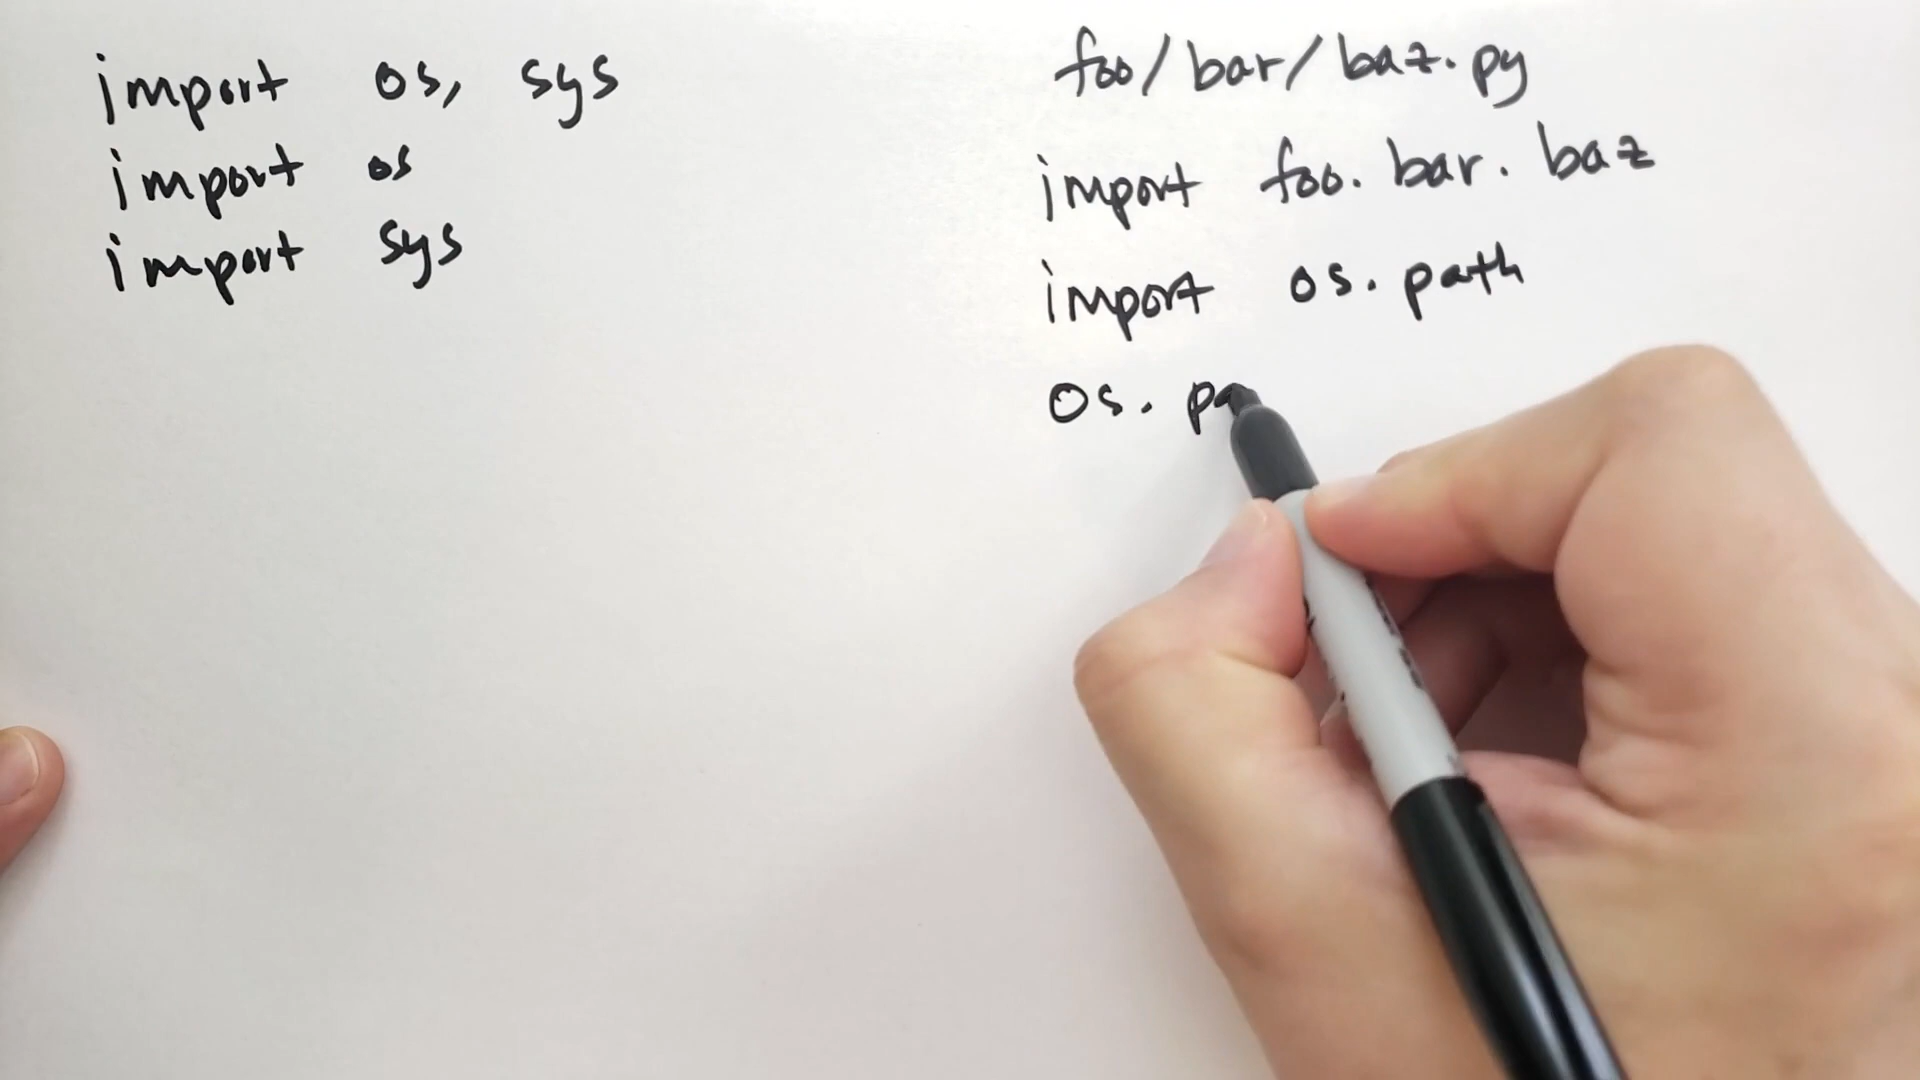 import os, sys
import os
import sys
foo/bar/baz.py
import foo.bar.baz
import os.path
os.pa